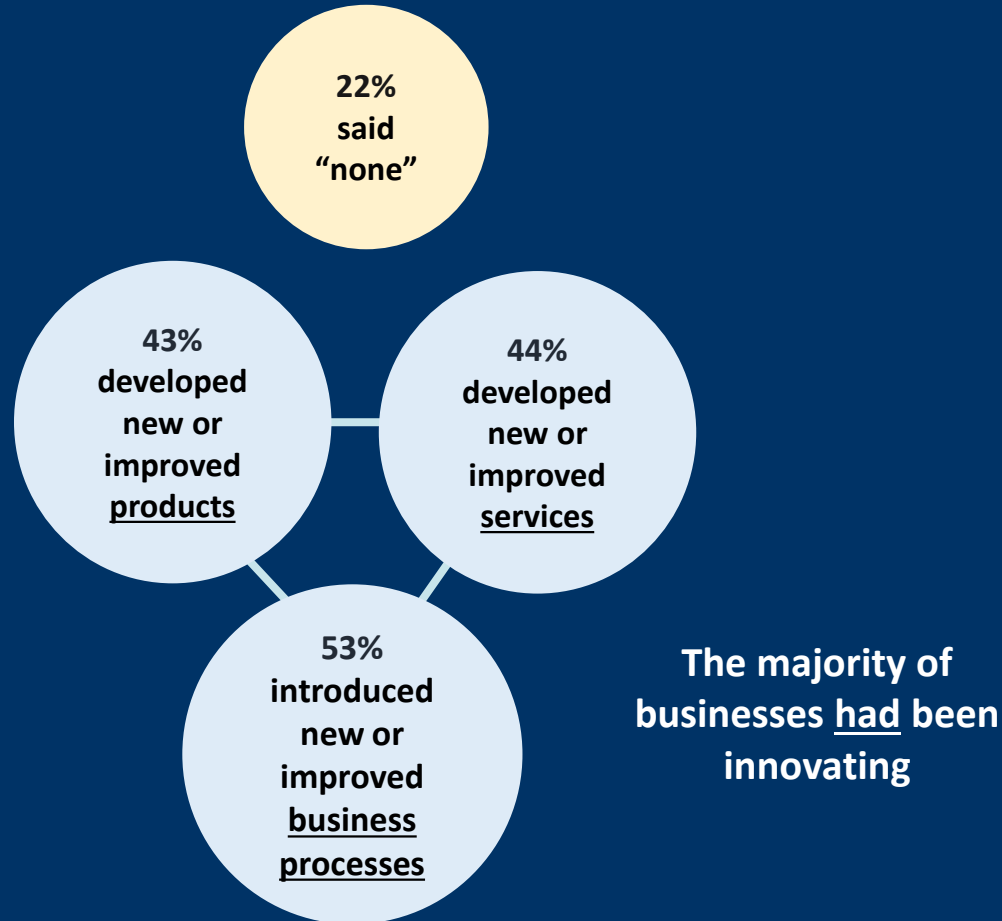 22%
said
“none”
43%
developed
new or
improved
products
44%
developed
new or
improved
services
53%
introduced
new or
improved
business
processes
The majority of
businesses had been
innovating